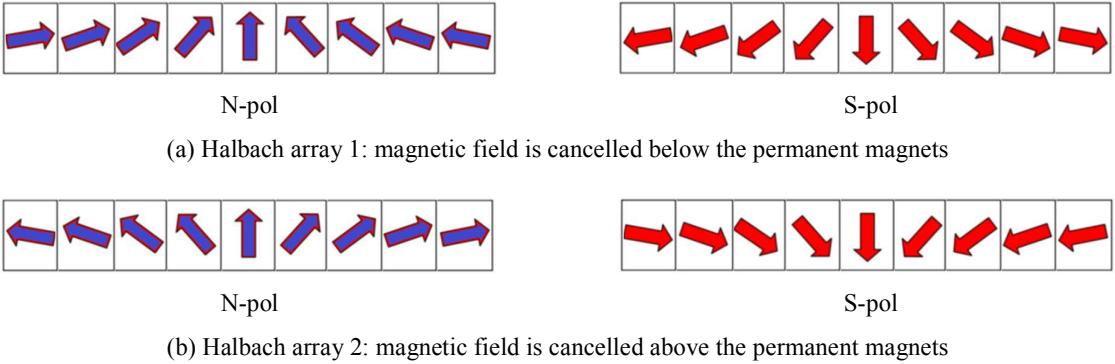 N-pol S-pol
(a) Halbach array 1: magnetic field is cancelled below the permanent magnets
N-pol S-pol
(b) Halbach array 2: magnetic field is cancelled above the permanent magnets